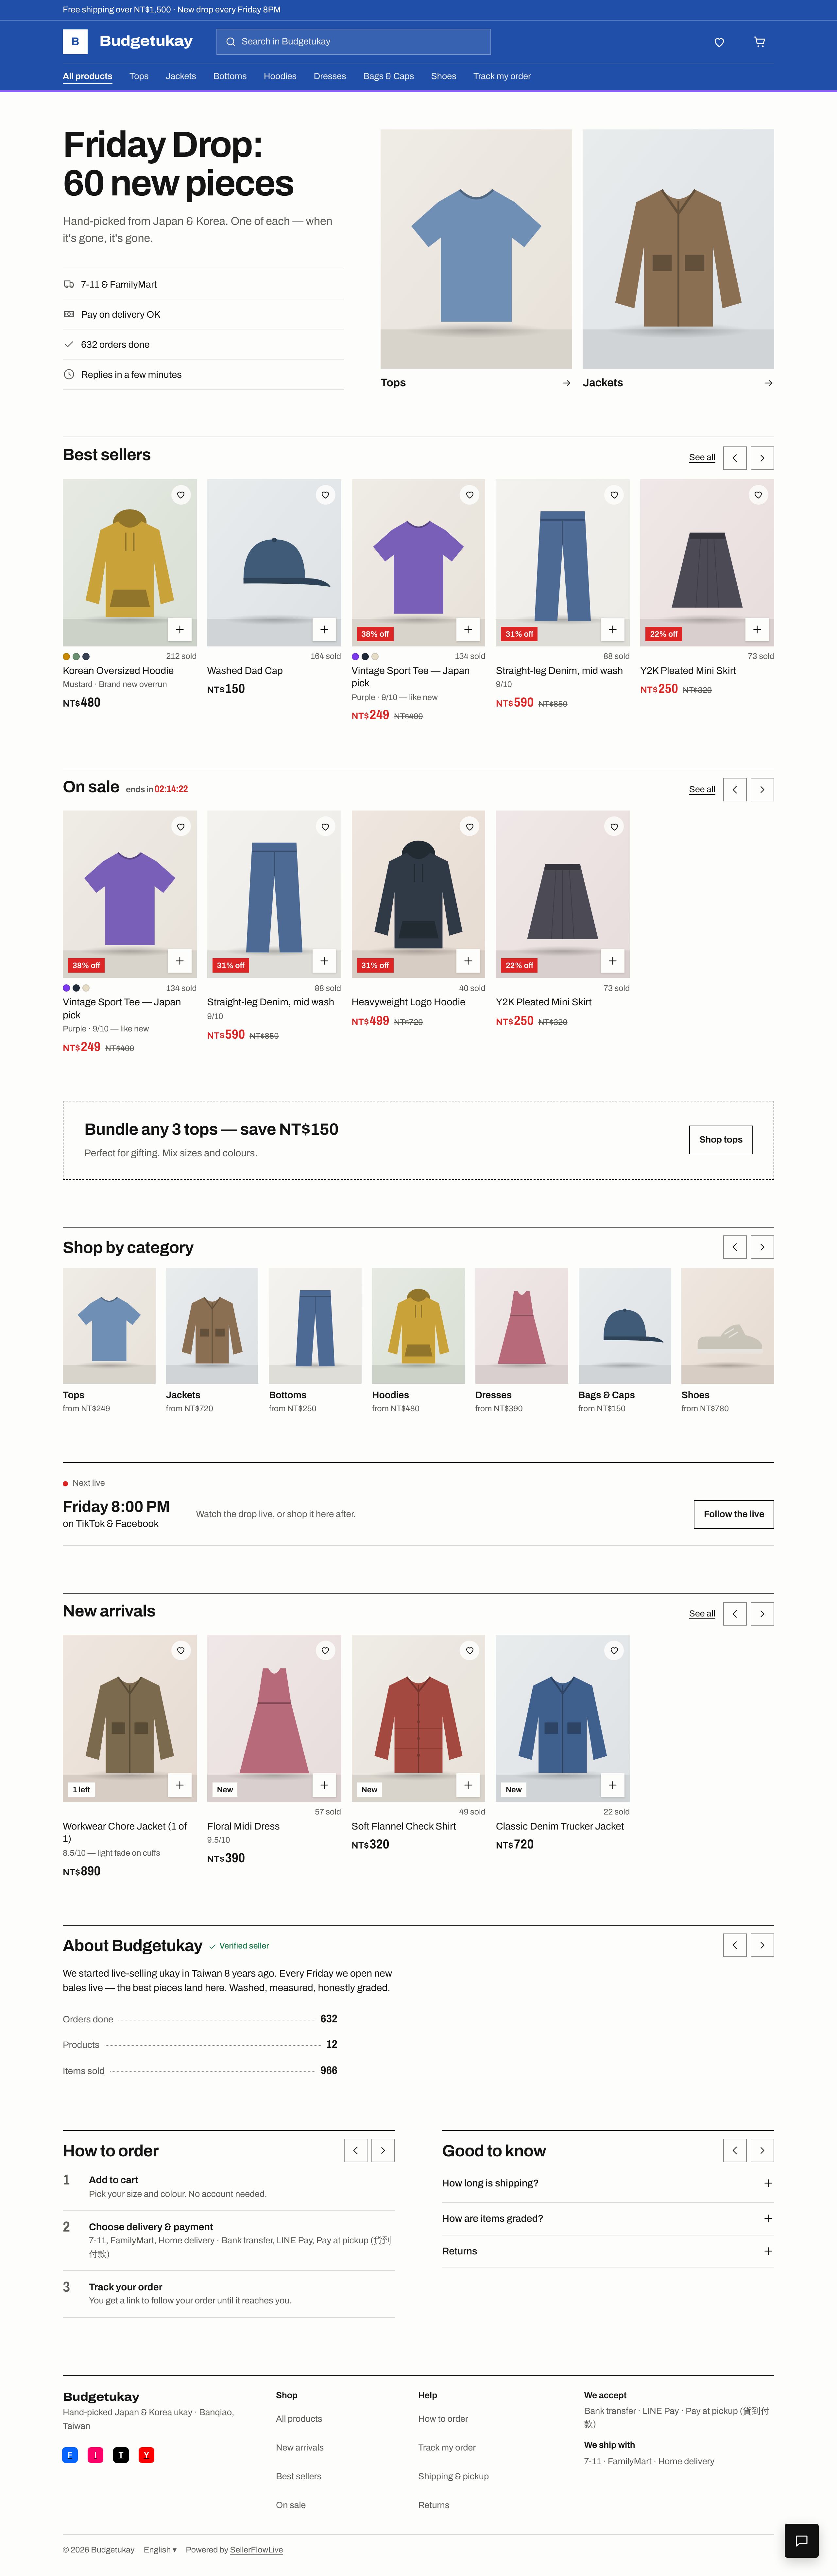 Free shipping over NT$1,500 · New drop every Friday 8PM
B Budgetukay Search in Budgetukay
All products Tops Jackets Bottoms Hoodies Dresses Bags & Caps Shoes Track my order
Friday Drop:
60 new pieces
Hand-picked from Japan & Korea. One of each — when
it's gone, it's gone.
7-11 & FamilyMart
Pay on delivery OK
632 orders done
Replies in a few minutes
Tops → Jackets →
Best sellers See all
38% off 31% off 22% off
212 sold 164 sold 134 sold 88 sold 73 sold
Korean Oversized Hoodie Washed Dad Cap Vintage Sport Tee — Japan pick Straight-leg Denim, mid wash Y2K Pleated Mini Skirt
Mustard · Brand new overrun Purple · 9/10 — like new 9/10
NT$480 NT$150 NT$249 NT$400 NT$590 NT$850 NT$250 NT$320
On sale ends in 02:14:22 See all
38% off 31% off 31% off 22% off
134 sold 88 sold 40 sold 73 sold
Vintage Sport Tee — Japan pick Straight-leg Denim, mid wash Heavyweight Logo Hoodie Y2K Pleated Mini Skirt
Purple · 9/10 — like new 9/10
NT$249 NT$400 NT$590 NT$850 NT$499 NT$720 NT$250 NT$320
Bundle any 3 tops — save NT$150
Perfect for gifting. Mix sizes and colours.
Shop tops
Shop by category
Tops Jackets Bottoms Hoodies Dresses Bags & Caps Shoes
from NT$249 from NT$720 from NT$250 from NT$480 from NT$390 from NT$150 from NT$780
Next live
Friday 8:00 PM
on TikTok & Facebook
Watch the drop live, or shop it here after.
Follow the live
New arrivals See all
1 left New New New
57 sold 49 sold 22 sold
Workwear Chore Jacket (1 of 1) Floral Midi Dress Soft Flannel Check Shirt Classic Denim Trucker Jacket
8.5/10 — light fade on cuffs 9.5/10
NT$890 NT$390 NT$320 NT$720
About Budgetukay Verified seller
We started live-selling ukay in Taiwan 8 years ago. Every Friday we open new
bales live — the best pieces land here. Washed, measured, honestly graded.
Orders done 632
Products 12
Items sold 966
How to order
1 Add to cart
Pick your size and colour. No account needed.
2 Choose delivery & payment
7-11, FamilyMart, Home delivery · Bank transfer, LINE Pay, Pay at pickup (貨到
付款)
3 Track your order
You get a link to follow your order until it reaches you.
Good to know
How long is shipping?
How are items graded?
Returns
Budgetukay
Hand-picked Japan & Korea ukay · Banqiao,
Taiwan
F I T Y
Shop
All products
New arrivals
Best sellers
On sale
Help
How to order
Track my order
Shipping & pickup
Returns
We accept
Bank transfer · LINE Pay · Pay at pickup (貨到付
款)
We ship with
7-11 · FamilyMart · Home delivery
© 2026 Budgetukay English ▾ Powered by SellerFlowLive